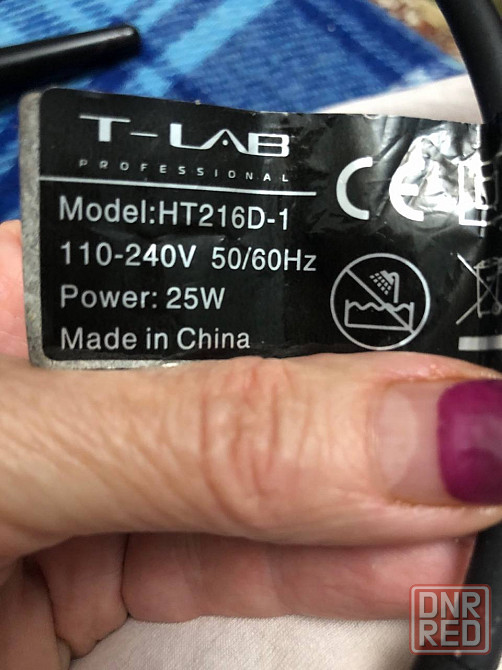 T-LAB
PROFESSIONAL
Model:HT216D-1
110-240V 50/60Hz
Power: 25W
Made in China
CE
DNR
RED